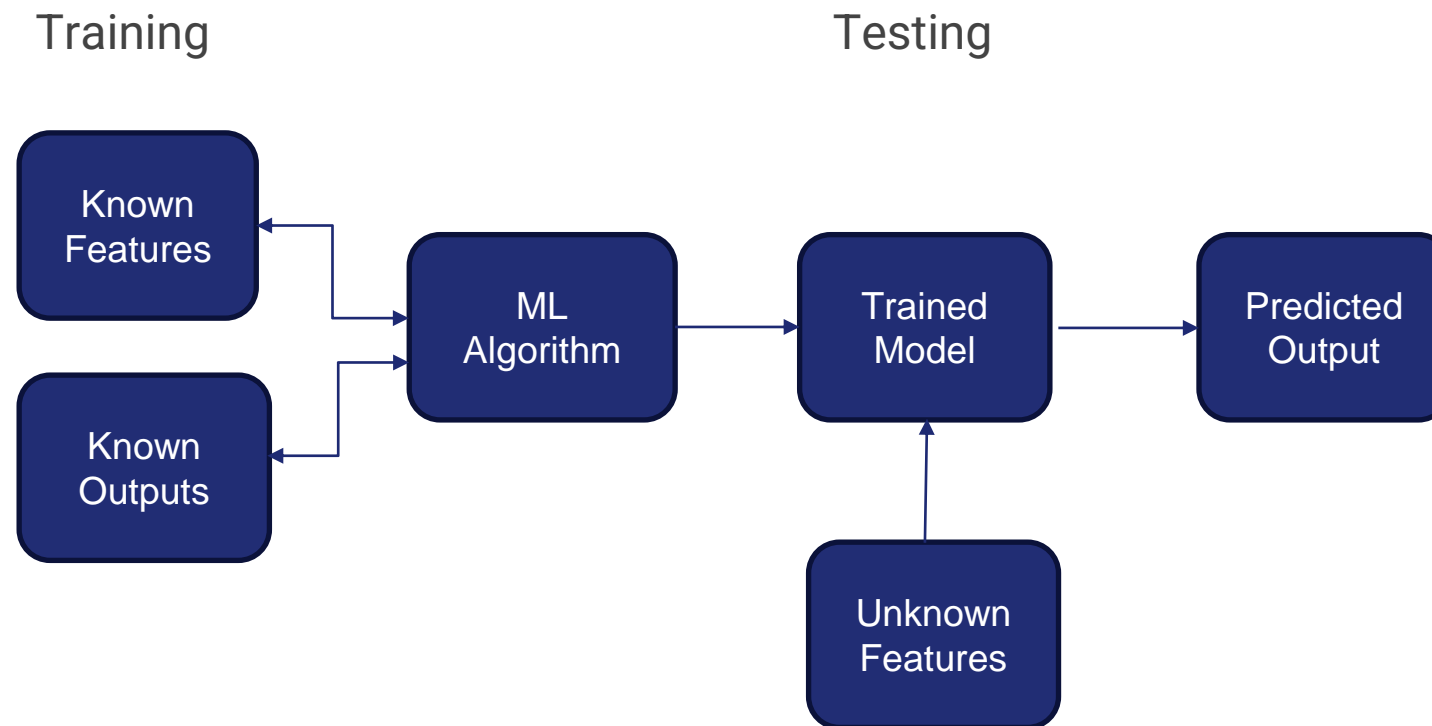 Training
Testing
Known
Features
Known
Outputs
ML
Algorithm
Trained
Model
Predicted
Output
Unknown
Features